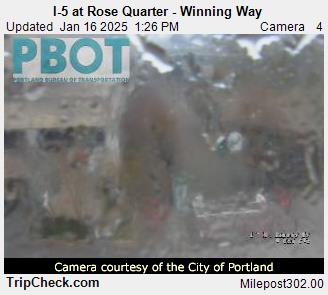 I-5 at Rose Quarter - Winning Way
Updated Jan 16 2025 1:26 PM Camera 4
PBOT
PORTLAND BUREAU OF TRANSPORTATION
Camera courtesy of the City of Portland
TripCheck.com Milepost302.00